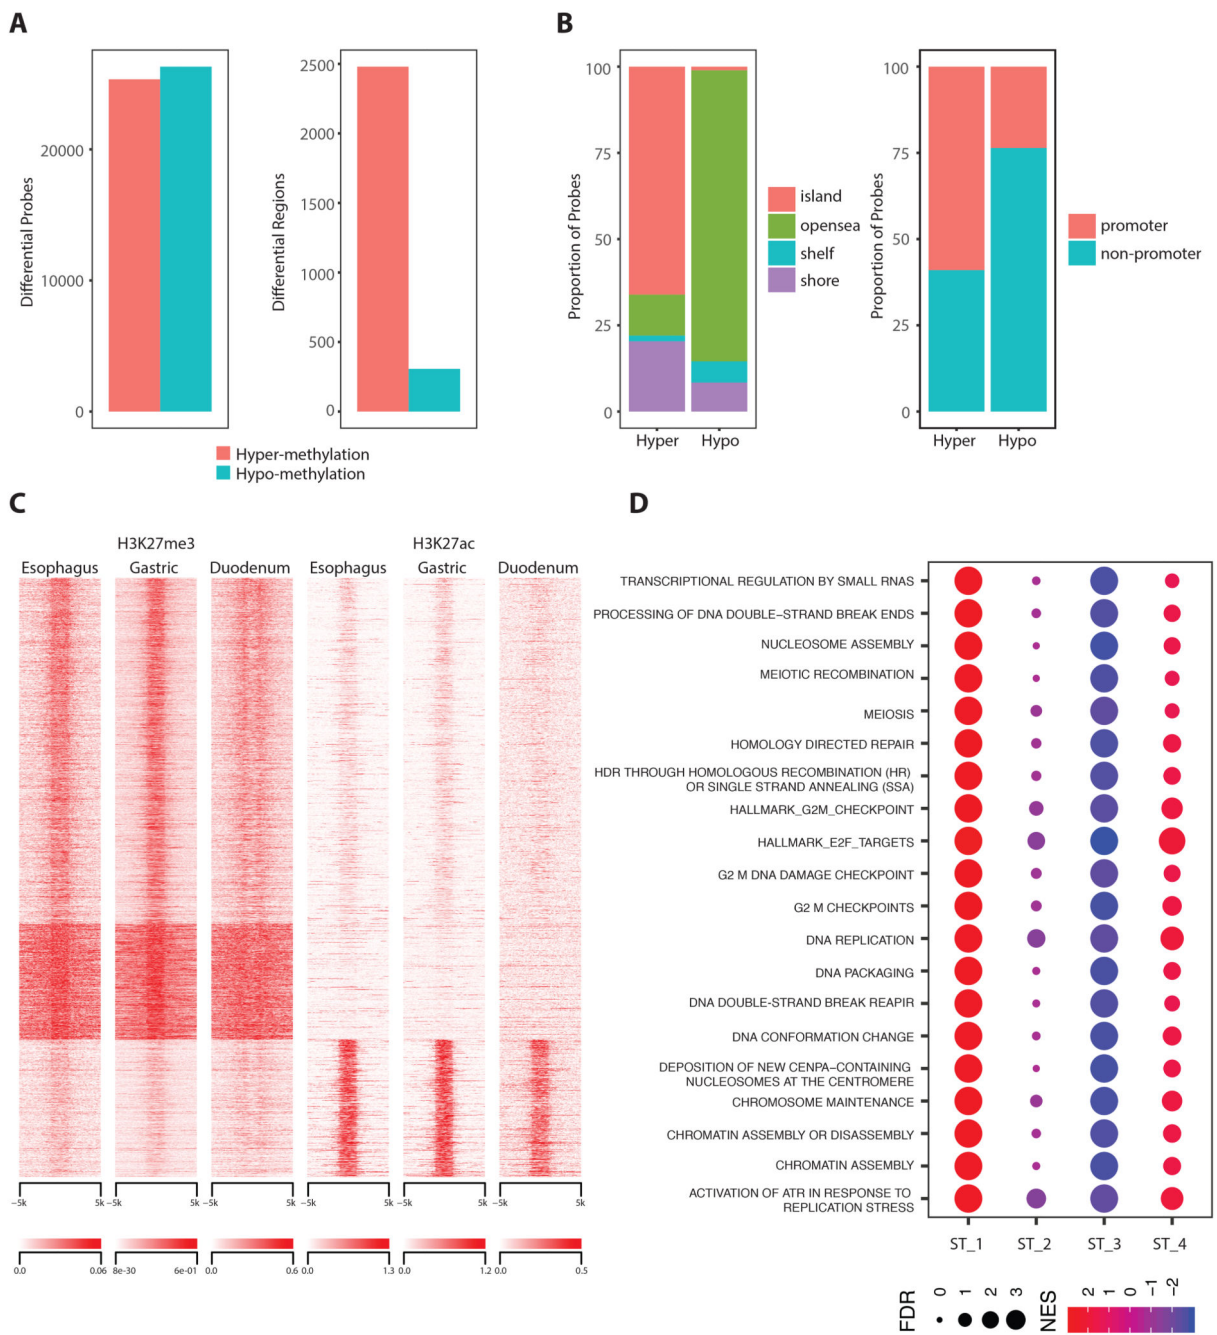 A
B
Differential Probes
20000
10000
0
Differential Regions
2500
2000
1500
1000
500
0
Hyper-methylation
Hypo-methylation
Proportion of Probes
100
75
50
25
0
Hyper
Hypo
island
opensea
shelf
shore
Proportion of Probes
100
75
50
25
0
Hyper
Hypo
promoter
non-promoter
C
H3K27me3
H3K27ac
Esophagus
Gastric
Duodenum
Esophagus
Gastric
Duodenum
−5k 5k
−5k 5k
−5k 5k
−5k 5k
−5k 5k
−5k 5k
0.0 0.06
8e-30 6e-01
0.0 0.6
0.0 1.3
0.0 1.2
0.0 0.5
D
TRANSCRIPTIONAL REGULATION BY SMALL RNAS
PROCESSING OF DNA DOUBLE−STRAND BREAK ENDS
NUCLEOSOME ASSEMBLY
MEIOTIC RECOMBINATION
MEIOSIS
HOMOLOGY DIRECTED REPAIR
HDR THROUGH HOMOLOGOUS RECOMBINATION (HR)
OR SINGLE STRAND ANNEALING (SSA)
HALLMARK_G2M_CHECKPOINT
HALLMARK_E2F_TARGETS
G2 M DNA DAMAGE CHECKPOINT
G2 M CHECKPOINTS
DNA REPLICATION
DNA PACKAGING
DNA DOUBLE-STRAND BREAK REAPIR
DNA CONFORMATION CHANGE
DEPOSITION OF NEW CENPA−CONTAINING
NUCLEOSOMES AT THE CENTROMERE
CHROMOSOME MAINTENANCE
CHROMATIN ASSEMBLY OR DISASSEMBLY
CHROMATIN ASSEMBLY
ACTIVATION OF ATR IN RESPONSE TO
REPLICATION STRESS
ST_1
ST_2
ST_3
ST_4
FDR
0
1
2
3
NES
2
1
0
−1
−2